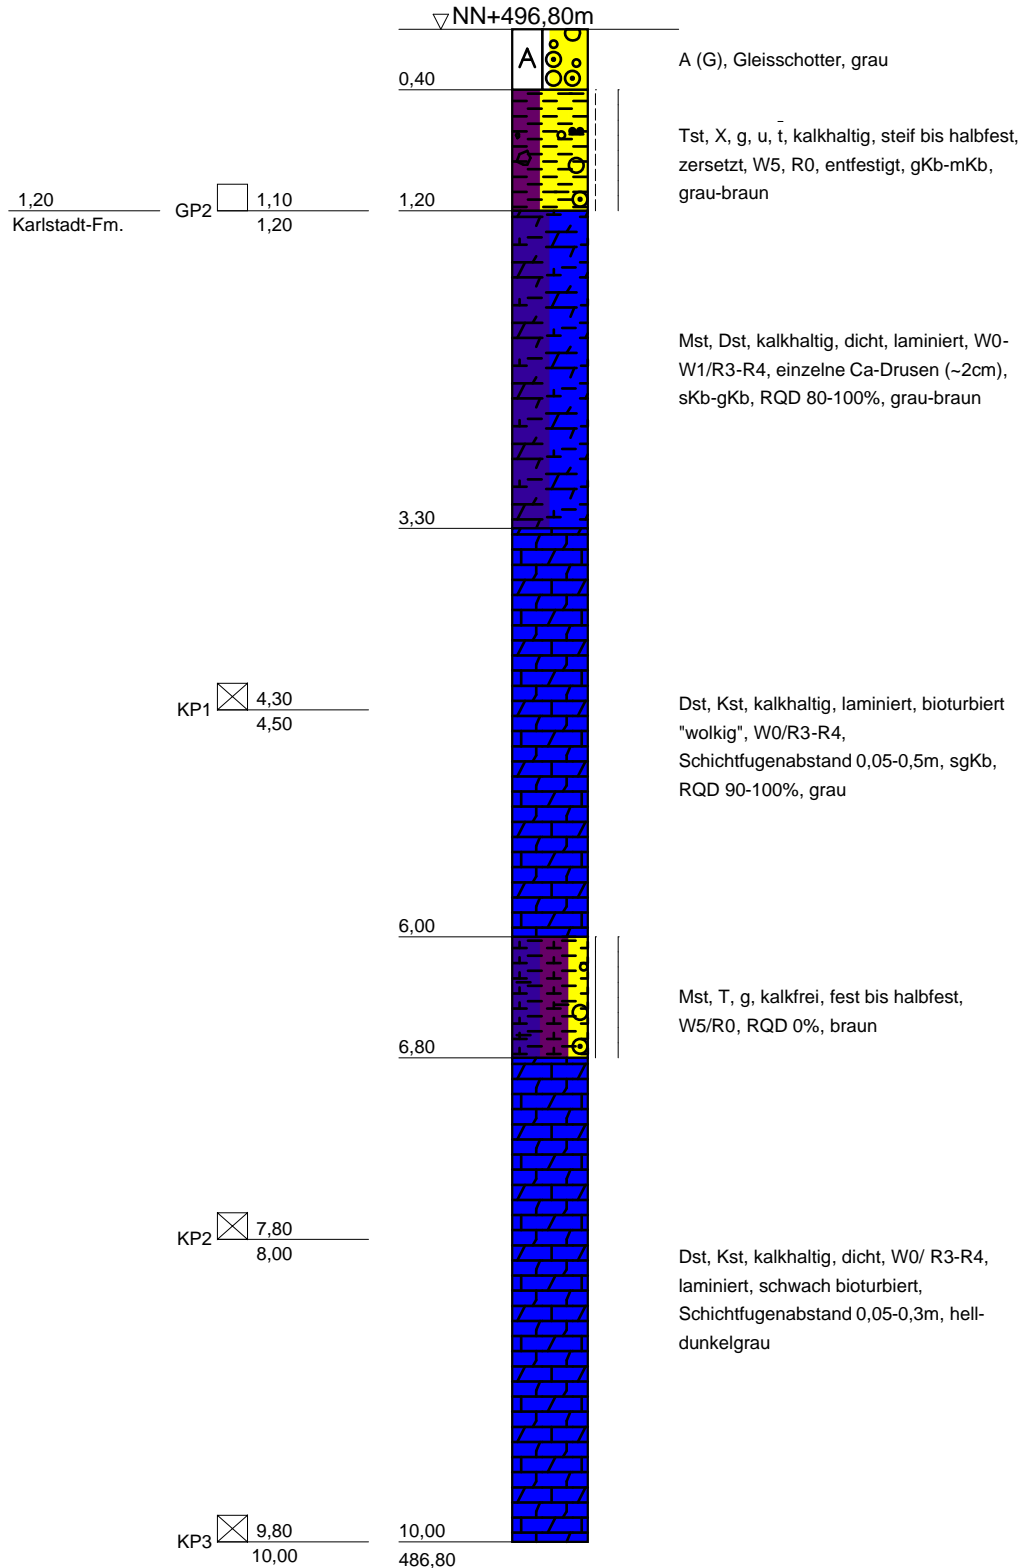 NN+496,80m
A
A (G), Gleisschotter, grau
0,40
Tst, X, g, u, t̄, kalkhaltig, steif bis halbfest,
zersetzt, W5, R0, entfestigt, gKb-mKb,
grau-braun
1,20
Karlstadt-Fm.
GP2
1,10
1,20
1,20
Mst, Dst, kalkhaltig, dicht, laminiert, W0-
W1/R3-R4, einzelne Ca-Drusen (~2cm),
sKb-gKb, RQD 80-100%, grau-braun
3,30
KP1
4,30
4,50
Dst, Kst, kalkhaltig, laminiert, bioturbiert
"wolkig", W0/R3-R4,
Schichtfugenabstand 0,05-0,5m, sgKb,
RQD 90-100%, grau
6,00
Mst, T, g, kalkfrei, fest bis halbfest,
W5/R0, RQD 0%, braun
6,80
KP2
7,80
8,00
Dst, Kst, kalkhaltig, dicht, W0/ R3-R4,
laminiert, schwach bioturbiert,
Schichtfugenabstand 0,05-0,3m, hell-
dunkelgrau
KP3
9,80
10,00
10,00
486,80